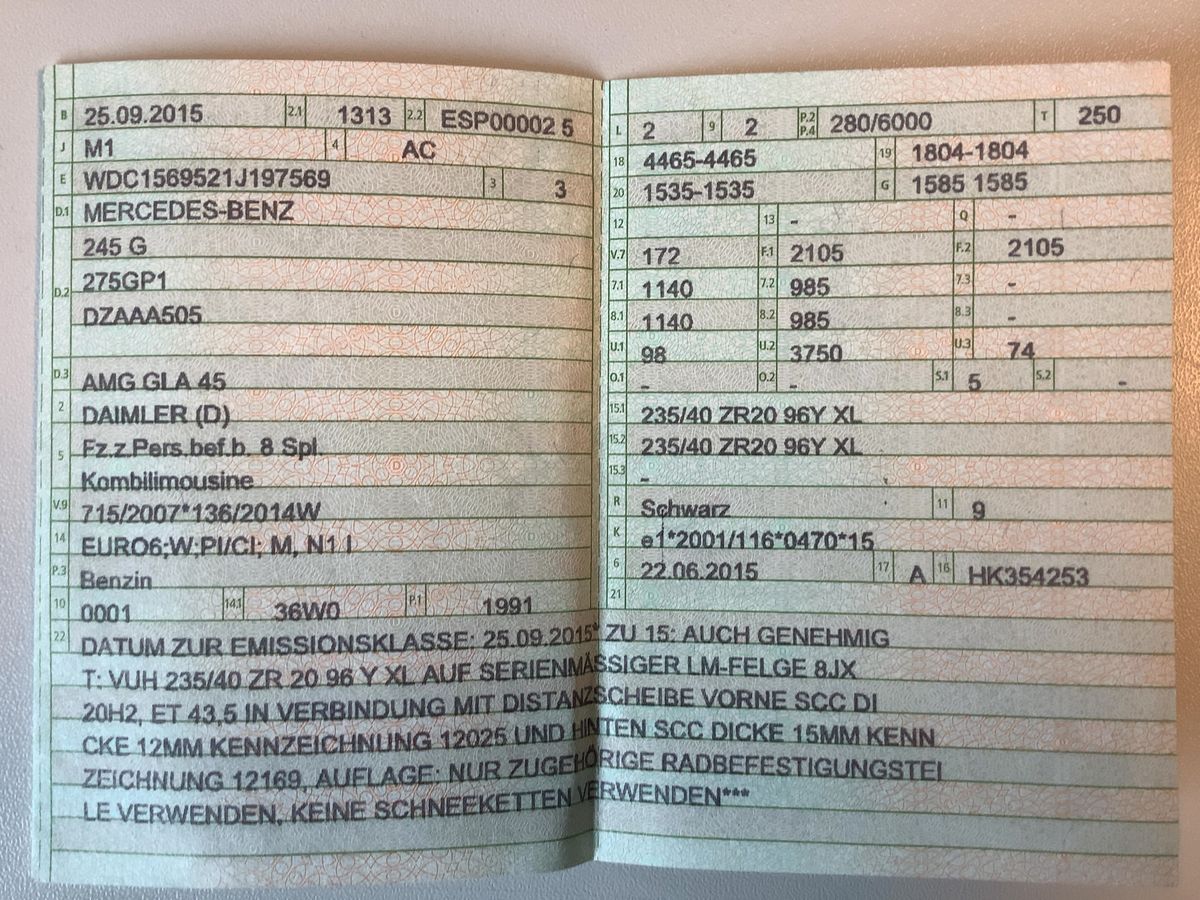 B 25.09.2015 2.1 1313 2.2 ESP00002 5
J M1 4 AC
E WDC1569521J197569 3 3
D.1 MERCEDES-BENZ
245 G
D.2 275GP1
DZAAA505
D.3 AMG GLA 45
2 DAIMLER (D)
5 Fz.z.Pers.bef.b. 8 Spl.
Kombilimousine
V.9 715/2007*136/2014W
14 EURO6;W;PI/CI; M, N1 I
P.3 Benzin
10 0001 14.1 36W0 P.1 1991
L 2 9 2 P.2 P.4 280/6000 T 250
18 4465-4465 19 1804-1804
20 1535-1535 G 1585 1585
12 13 - Q -
V.7 172 F.1 2105 F.2 2105
7.1 1140 7.2 985 7.3 -
8.1 1140 8.2 985 8.3 -
U.1 98 U.2 3750 U.3 74
O.1 - O.2 - S.1 5 S.2 -
15.1 235/40 ZR20 96Y XL
15.2 235/40 ZR20 96Y XL
15.3 -
R Schwarz 11 9
K e1*2001/116*0470*15
6 22.06.2015 17 A 16 HK354253
21
22 DATUM ZUR EMISSIONSKLASSE: 25.09.2015* ZU 15: AUCH GENEHMIG
T: VUH 235/40 ZR 20 96 Y XL AUF SERIENMÄSSIGER LM-FELGE 8JX
20H2, ET 43,5 IN VERBINDUNG MIT DISTANZSCHEIBE VORNE SCC DI
CKE 12MM KENNZEICHNUNG 12025 UND HINTEN SCC DICKE 15MM KENN
ZEICHNUNG 12169, AUFLAGE: NUR ZUGEHÖRIGE RADBEFESTIGUNGSTEI
LE VERWENDEN, KEINE SCHNEEKETTEN VERWENDEN***